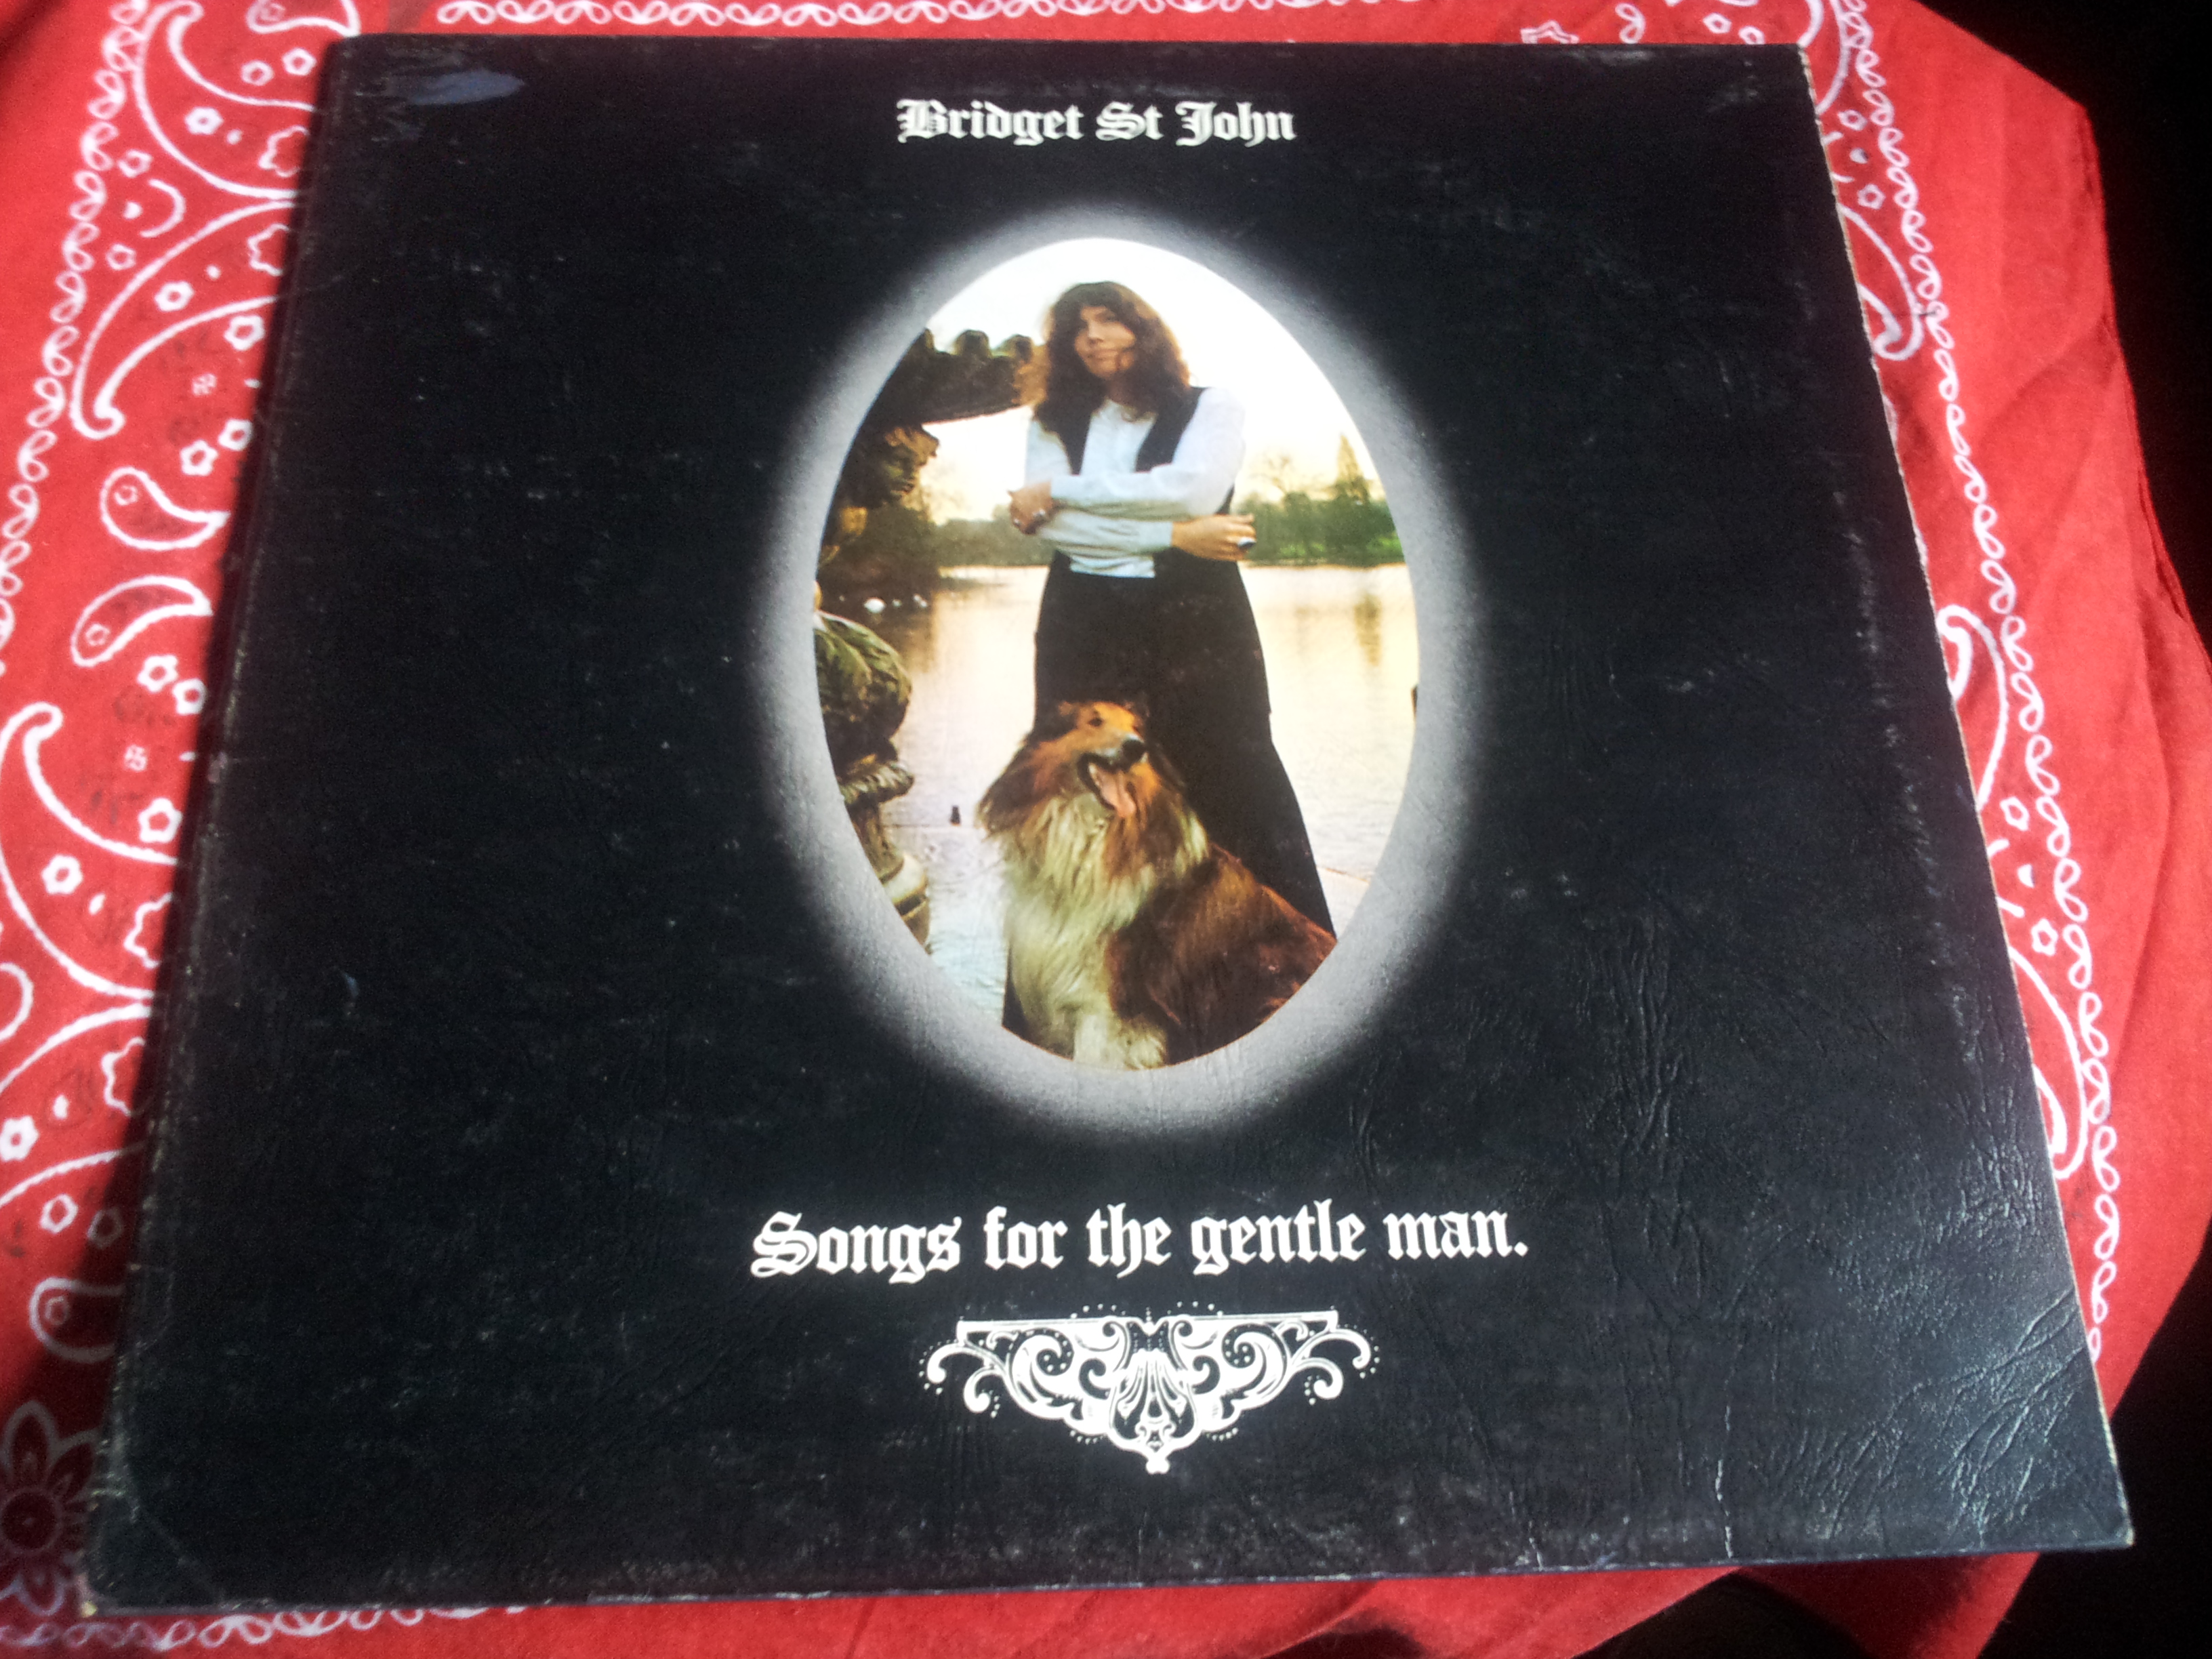 Bridget St John
Songs for the gentle man.